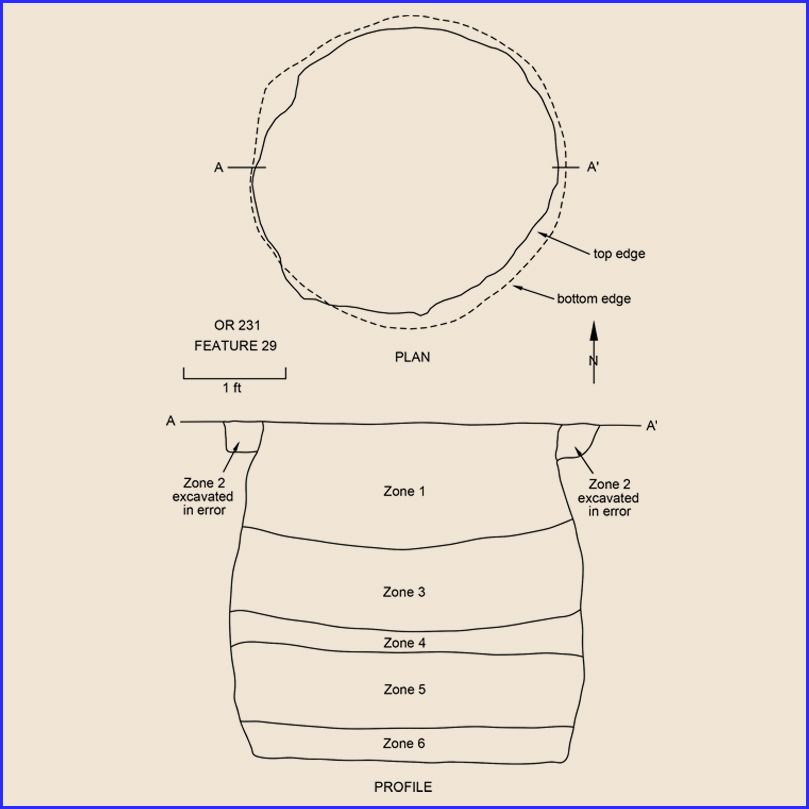 A
A'
top edge
bottom edge
OR 231
FEATURE 29
PLAN
N
1 ft
A
A'
Zone 2
excavated
in error
Zone 1
Zone 2
excavated
in error
Zone 3
Zone 4
Zone 5
Zone 6
PROFILE